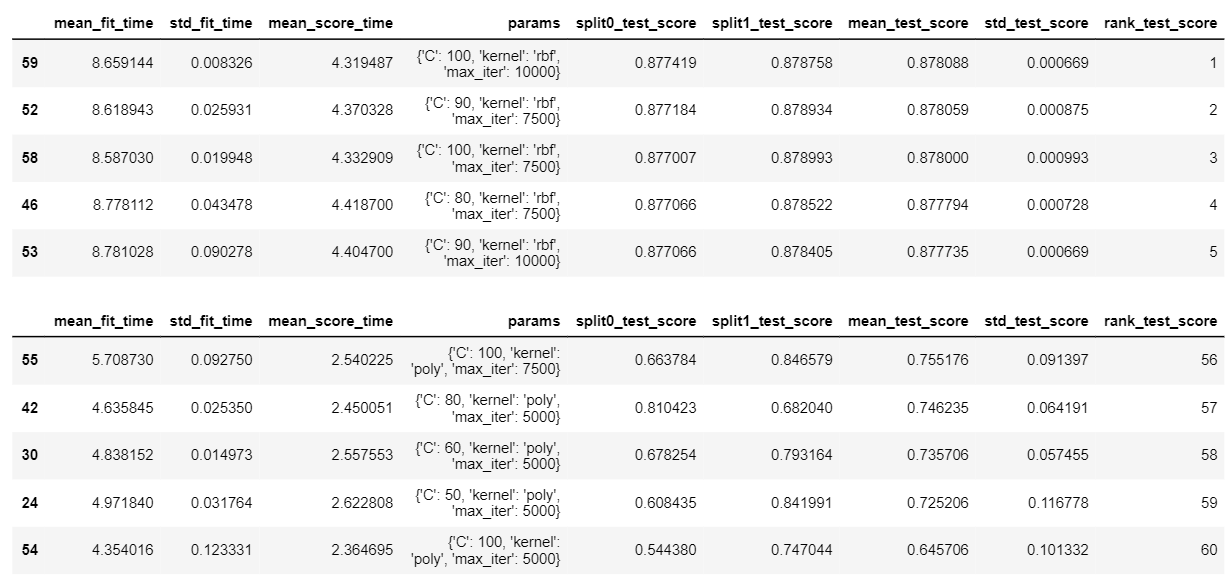 mean_fit_time std_fit_time mean_score_time params split0_test_score split1_test_score mean_test_score std_test_score rank_test_score
59 8.659144 0.008326 4.319487 {'C': 100, 'kernel': 'rbf', 'max_iter': 10000} 0.877419 0.878758 0.878088 0.000669 1
52 8.618943 0.025931 4.370328 {'C': 90, 'kernel': 'rbf', 'max_iter': 7500} 0.877184 0.878934 0.878059 0.000875 2
58 8.587030 0.019948 4.332909 {'C': 100, 'kernel': 'rbf', 'max_iter': 7500} 0.877007 0.878993 0.878000 0.000993 3
46 8.778112 0.043478 4.418700 {'C': 80, 'kernel': 'rbf', 'max_iter': 7500} 0.877066 0.878522 0.877794 0.000728 4
53 8.781028 0.090278 4.404700 {'C': 90, 'kernel': 'rbf', 'max_iter': 10000} 0.877066 0.878405 0.877735 0.000669 5
mean_fit_time std_fit_time mean_score_time params split0_test_score split1_test_score mean_test_score std_test_score rank_test_score
55 5.708730 0.092750 2.540225 {'C': 100, 'kernel': 'poly', 'max_iter': 7500} 0.663784 0.846579 0.755176 0.091397 56
42 4.635845 0.025350 2.450051 {'C': 80, 'kernel': 'poly', 'max_iter': 5000} 0.810423 0.682040 0.746235 0.064191 57
30 4.838152 0.014973 2.557553 {'C': 60, 'kernel': 'poly', 'max_iter': 5000} 0.678254 0.793164 0.735706 0.057455 58
24 4.971840 0.031764 2.622808 {'C': 50, 'kernel': 'poly', 'max_iter': 5000} 0.608435 0.841991 0.725206 0.116778 59
54 4.354016 0.123331 2.364695 {'C': 100, 'kernel': 'poly', 'max_iter': 5000} 0.544380 0.747044 0.645706 0.101332 60